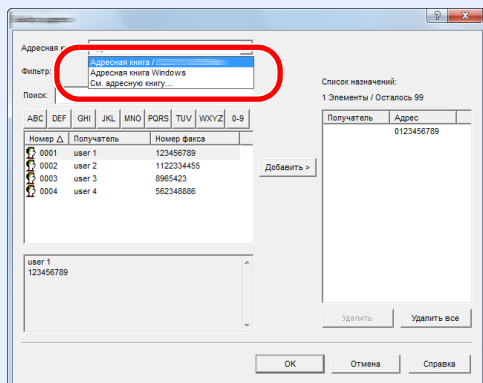 Адресная к
Адресная книга /
Фильтр:
Адресная книга Windows
См. адресную книгу...
Поиск:
Список назначений:
1 Элементы / Осталось 99
ABC DEF GHI JKL MNO PQRS TUV WXYZ 0-9
Номер Получатель Номер факса
0001 user 1 123456789
0002 user 2 1122334455
0003 user 3 8965423
0004 user 4 562348886
Добавить >
Получатель Адрес
0123456789
user 1
123456789
Удалить Удалить все
OK Отмена Справка